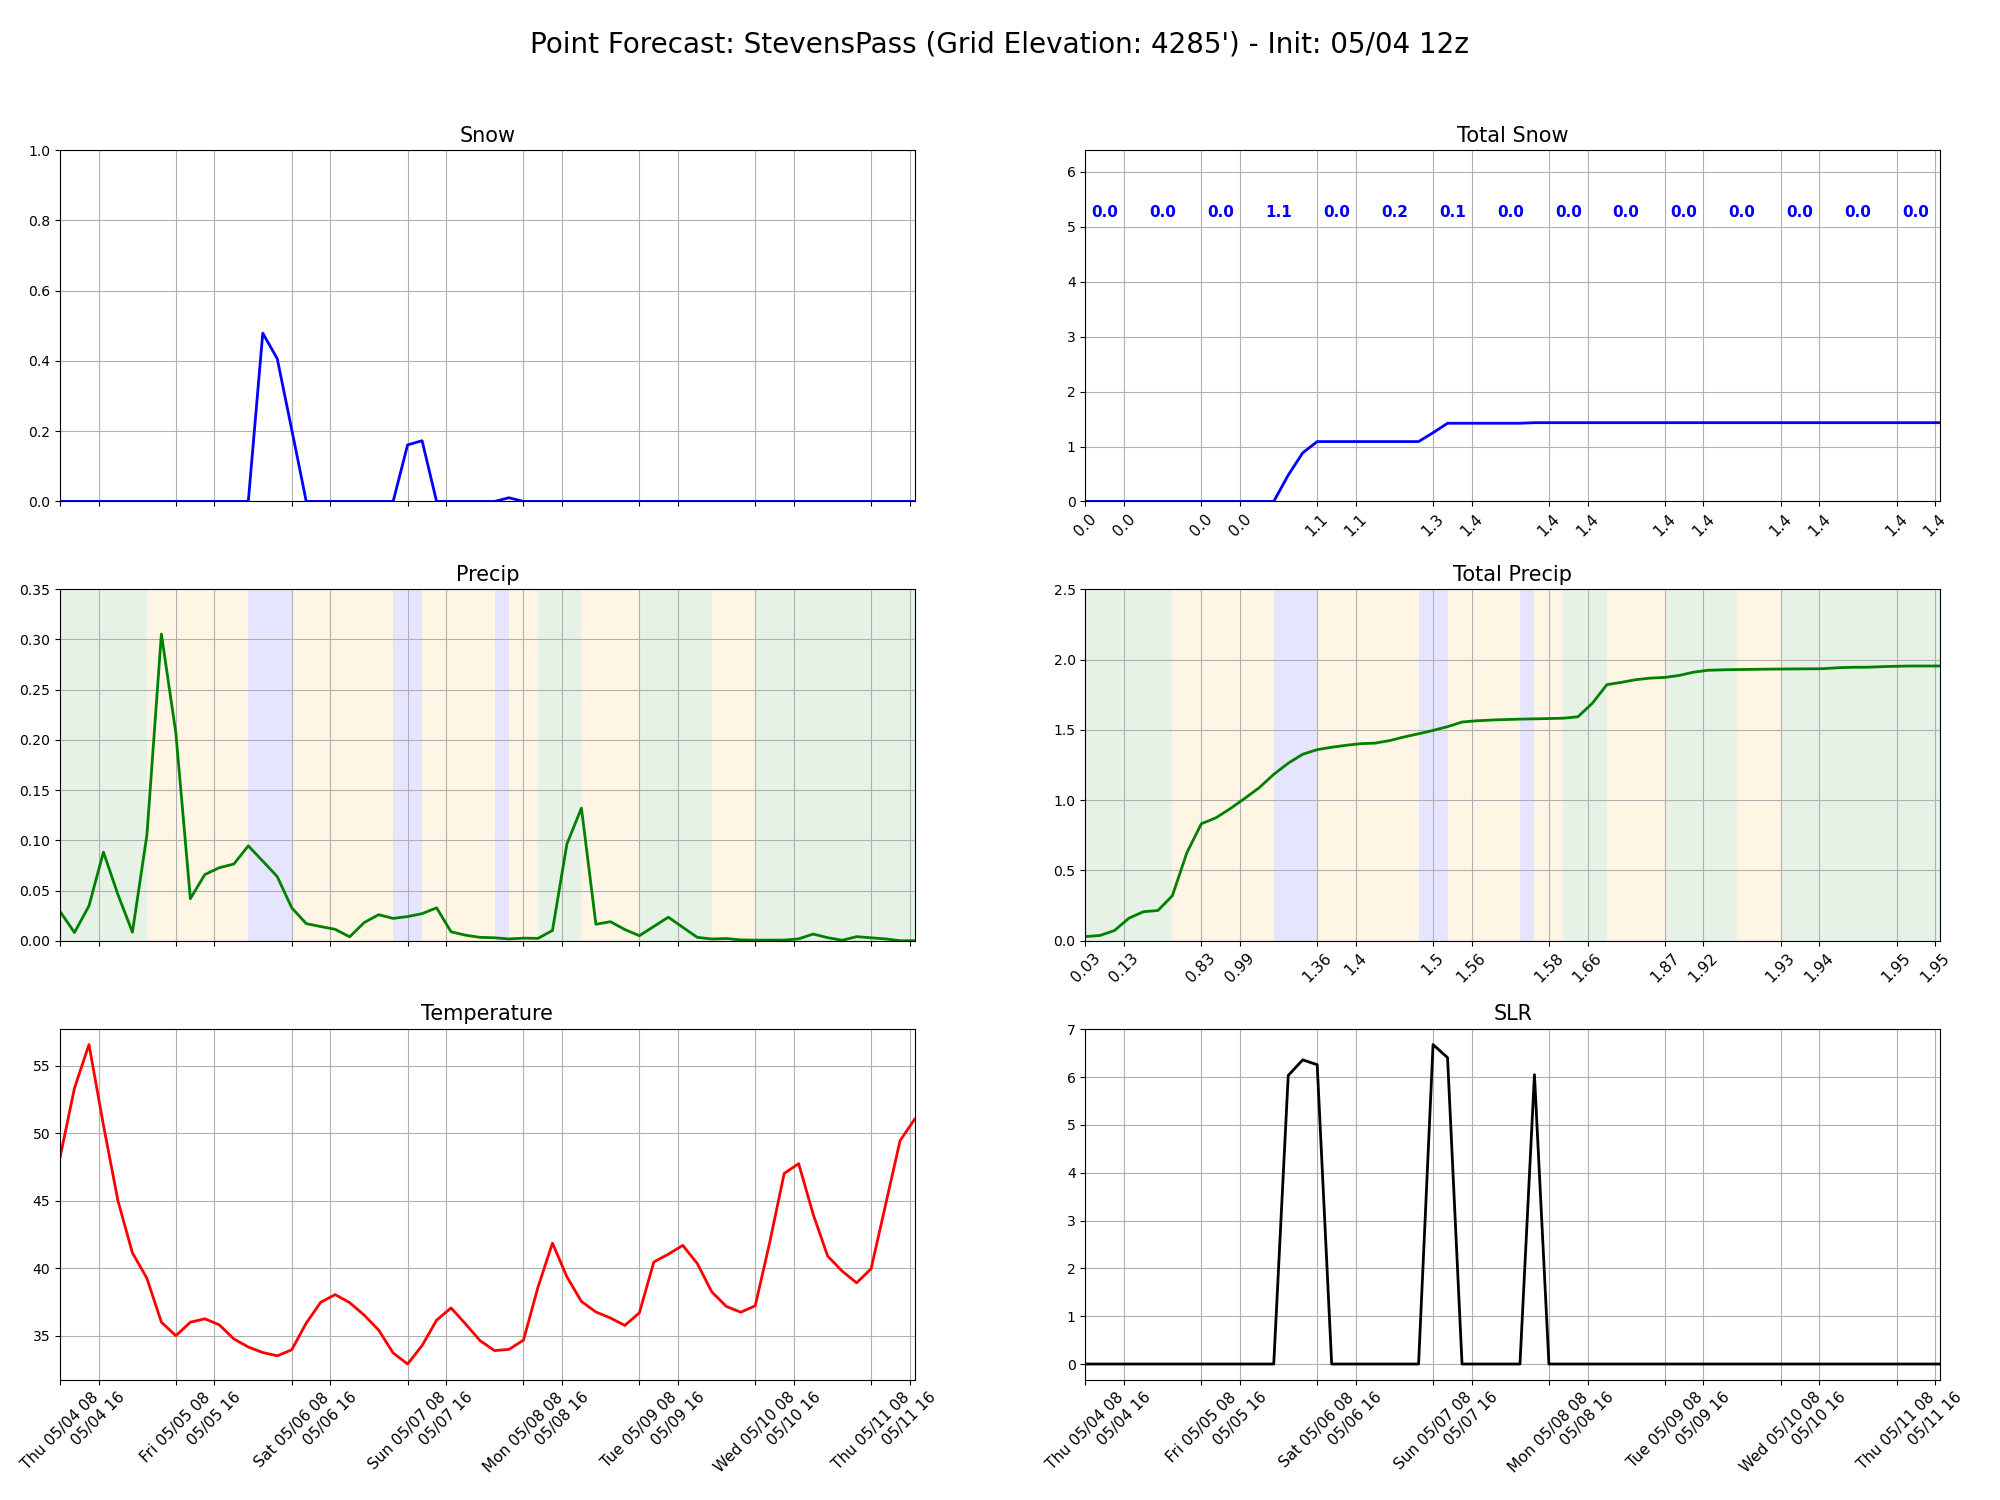 Point Forecast: StevensPass (Grid Elevation: 4285') - Init: 05/04 12z
Snow
1.0
0.8
0.6
0.4
0.2
0.0
Total Snow
6
5
4
3
2
1
0
0.0 0.0 0.0 1.1 0.0 0.2 0.1 0.0 0.0 0.0 0.0 0.0 0.0 0.0 0.0
0.0 0.0 0.0 0.0 1.1 1.1 1.3 1.4 1.4 1.4 1.4 1.4 1.4 1.4 1.4 1.4
Precip
0.35
0.30
0.25
0.20
0.15
0.10
0.05
0.00
Total Precip
2.5
2.0
1.5
1.0
0.5
0.0
0.03 0.13 0.83 0.99 1.36 1.4 1.5 1.56 1.58 1.66 1.87 1.92 1.93 1.94 1.95 1.95
Temperature
55
50
45
40
35
Thu 05/04 08
05/04 16
Fri 05/05 08
05/05 16
Sat 05/06 08
05/06 16
Sun 05/07 08
05/07 16
Mon 05/08 08
05/08 16
Tue 05/09 08
05/09 16
Wed 05/10 08
05/10 16
Thu 05/11 08
05/11 16
SLR
7
6
5
4
3
2
1
0
Thu 05/04 08
05/04 16
Fri 05/05 08
05/05 16
Sat 05/06 08
05/06 16
Sun 05/07 08
05/07 16
Mon 05/08 08
05/08 16
Tue 05/09 08
05/09 16
Wed 05/10 08
05/10 16
Thu 05/11 08
05/11 16